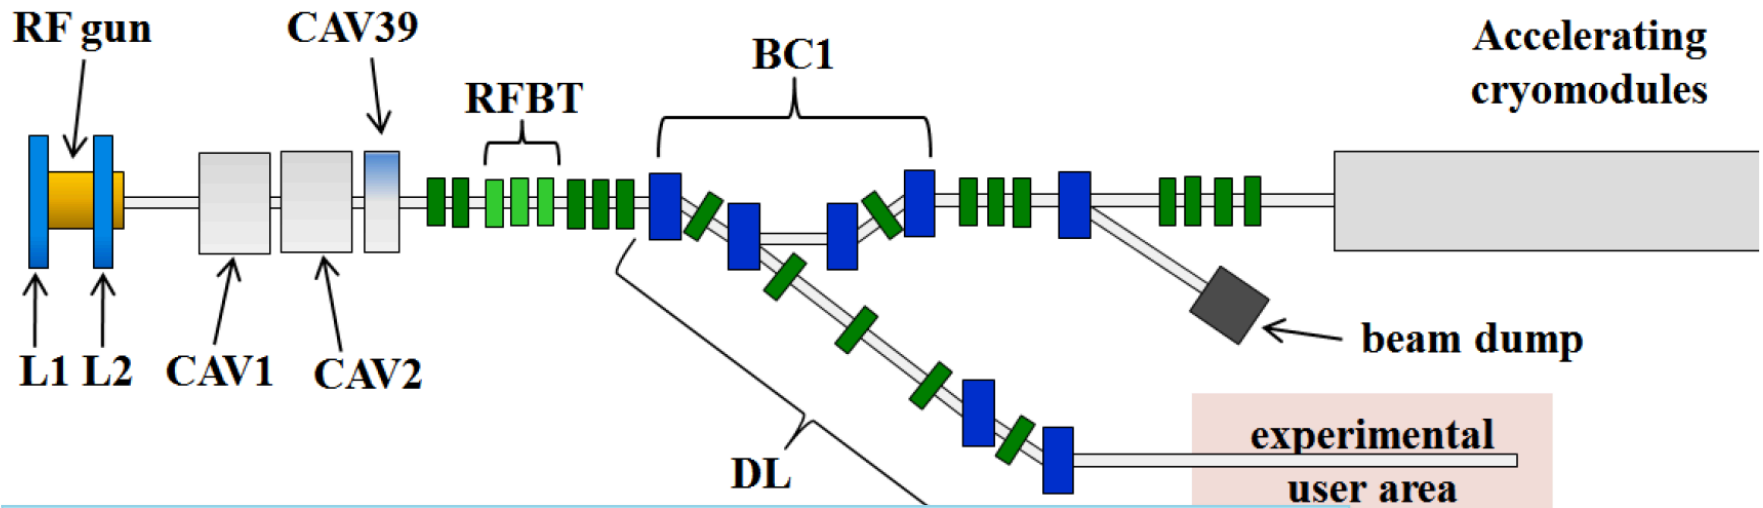 RF gun
CAV39
BC1
Accelerating
cryomodules
RFBT
L1 L2
CAV1
CAV2
beam dump
DL
experimental
user area